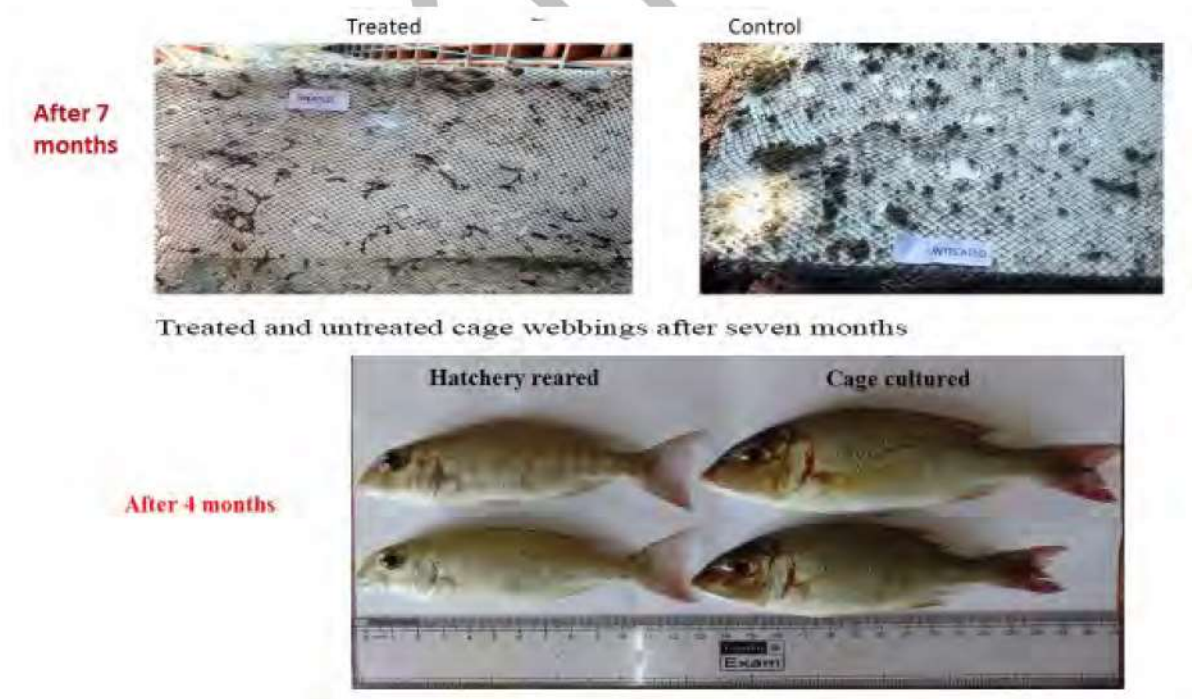 Treated
Control
After 7
months
TREATED
Treated and untreated cage webbings after seven months
Hatchery reared
Cage cultured
After 4 months
Exam